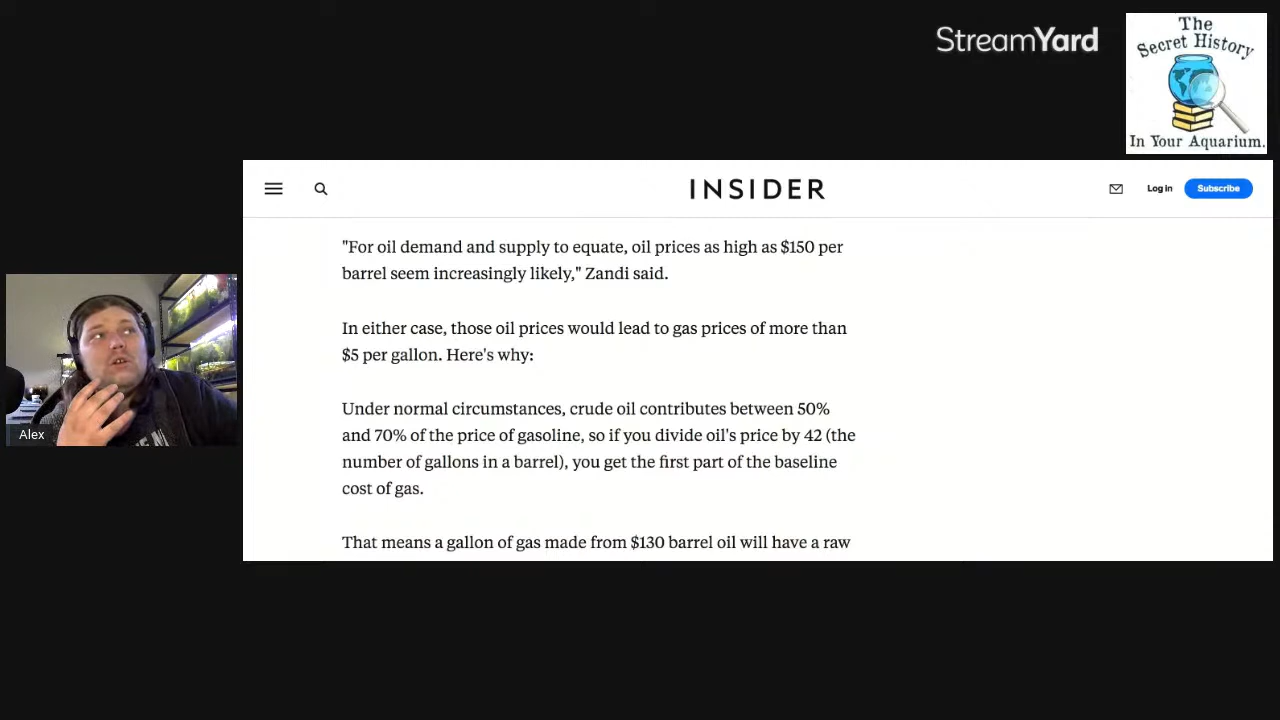 StreamYard
The
Secret History
In Your Aquarium.
INSIDER
Log in
Subscribe
"For oil demand and supply to equate, oil prices as high as $150 per
barrel seem increasingly likely," Zandi said.
In either case, those oil prices would lead to gas prices of more than
$5 per gallon. Here's why:
Under normal circumstances, crude oil contributes between 50%
and 70% of the price of gasoline, so if you divide oil's price by 42 (the
number of gallons in a barrel), you get the first part of the baseline
cost of gas.
That means a gallon of gas made from $130 barrel oil will have a raw
Alex